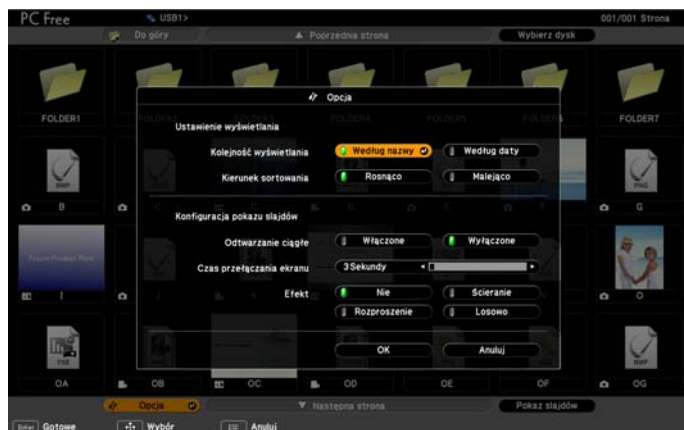 PC Free USB1> 001/001 Strona
Do góry Poprzednia strona Wybierz dysk
FOLDER1 FOLDER7
Opcja
Ustawienie wyświetlania
Kolejność wyświetlania Według nazwy Według daty
Kierunek sortowania Rosnąco Malejąco
BMP PNG
B G
Konfiguracja pokazu slajdów
Odtwarzanie ciągłe Włączone Wyłączone
Czas przełączania ekranu 3Sekundy
Efekt Nie Ścieranie
I O
Rozproszenie Losowo
OK Anuluj
BMP
OA OB OC OD OE OF OG
Opcja Następna strona Pokaz slajdów
Enter Gotowe Wybór ESC Anuluj